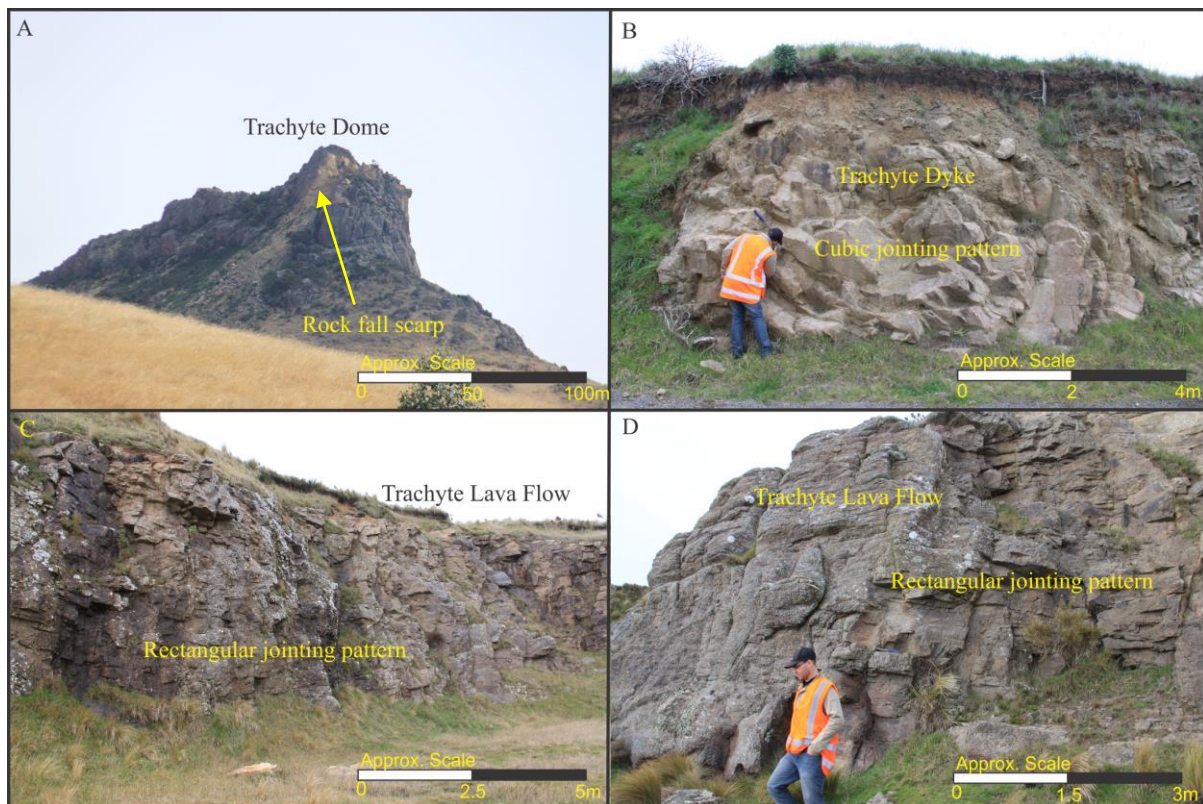 A
Trachyte Dome
Rock fall scarp
Approx. Scale
0 50 100m
B
Trachyte Dyke
Cubic jointing pattern
Approx. Scale
0 2 4m
C
Trachyte Lava Flow
Rectangular jointing pattern
Approx. Scale
0 2.5 5m
D
Trachyte Lava Flow
Rectangular jointing pattern
Approx. Scale
0 1.5 3m